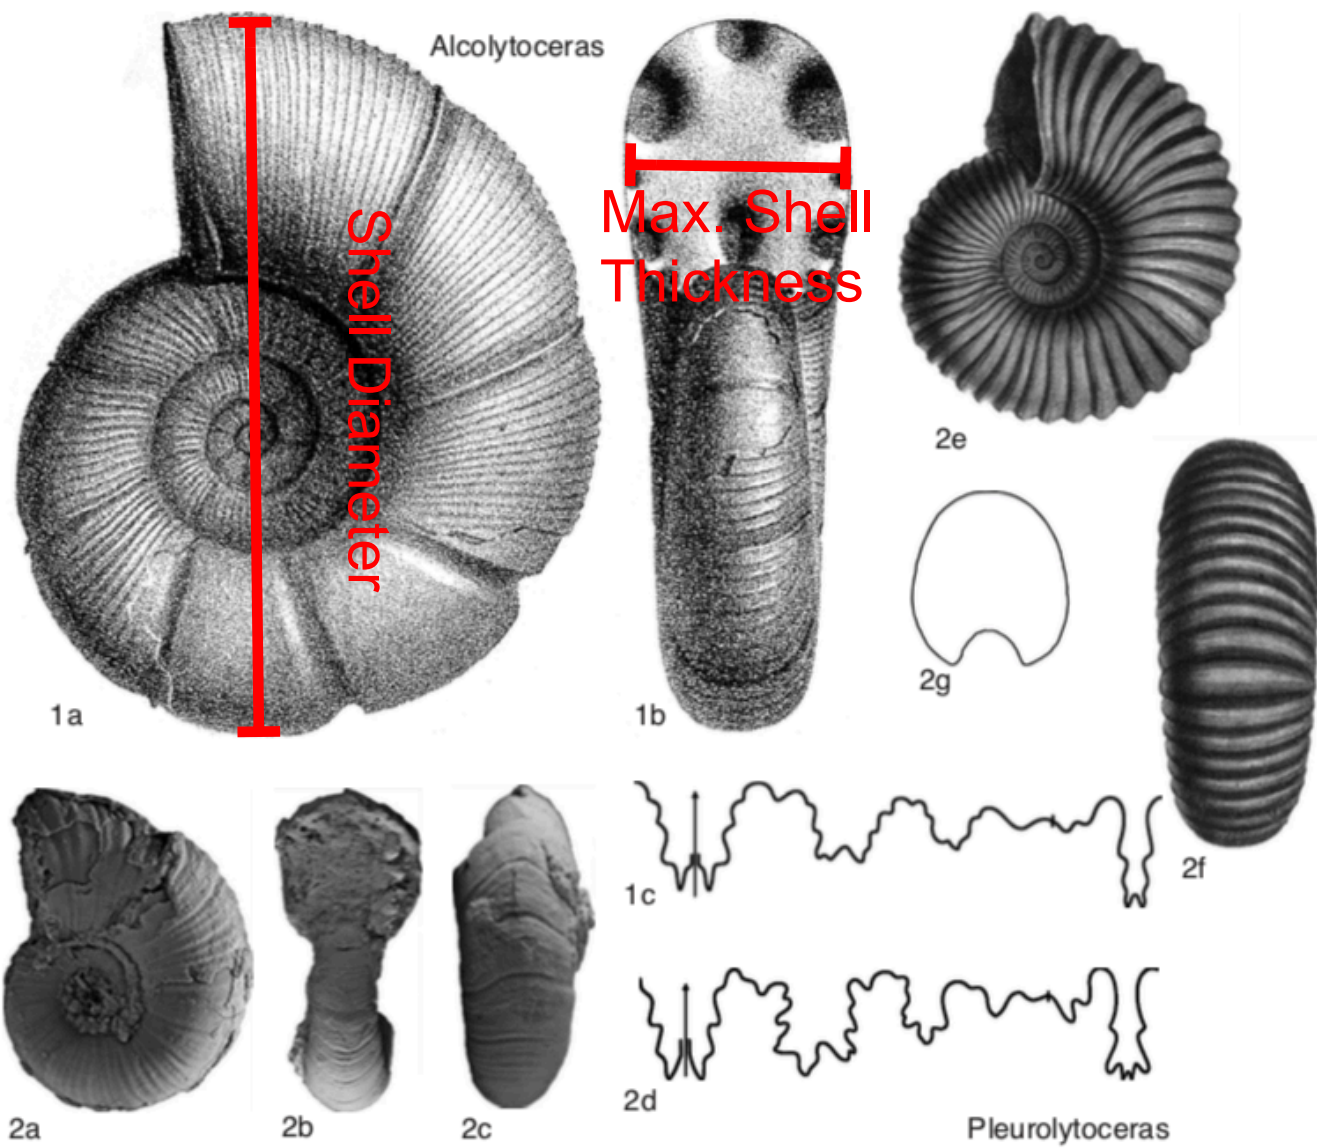 Alcolytoceras
Shell Diameter
Max. Shell
Thickness
2e
2g
1a
1b
2f
1c
2d
2a
2b
2c
Pleurolytoceras